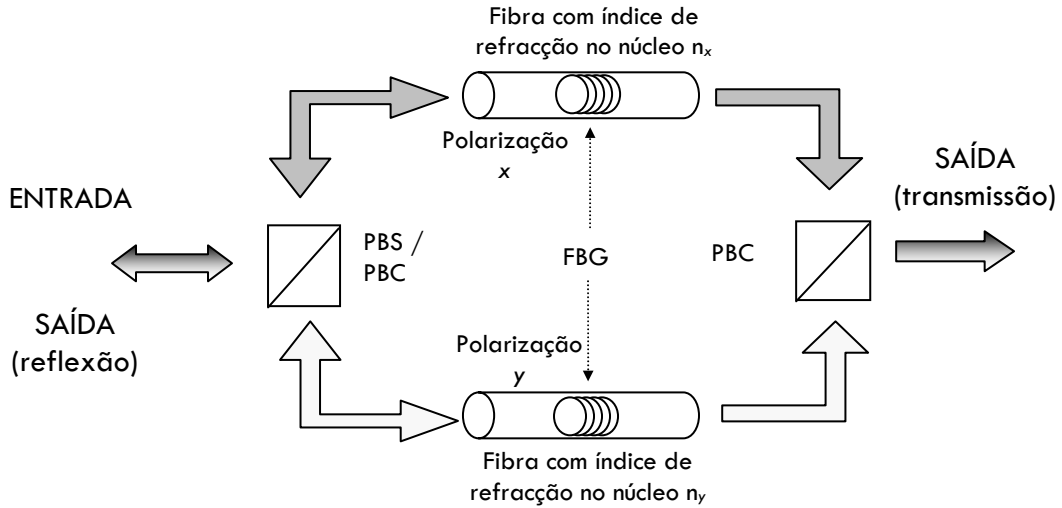 Fibra com índice de
refracção no núcleo nx
Polarização
x
ENTRADA
SAÍDA
(transmissão)
PBS /
PBC
FBG
PBC
SAÍDA
(reflexão)
Polarização
y
Fibra com índice de
refracção no núcleo ny